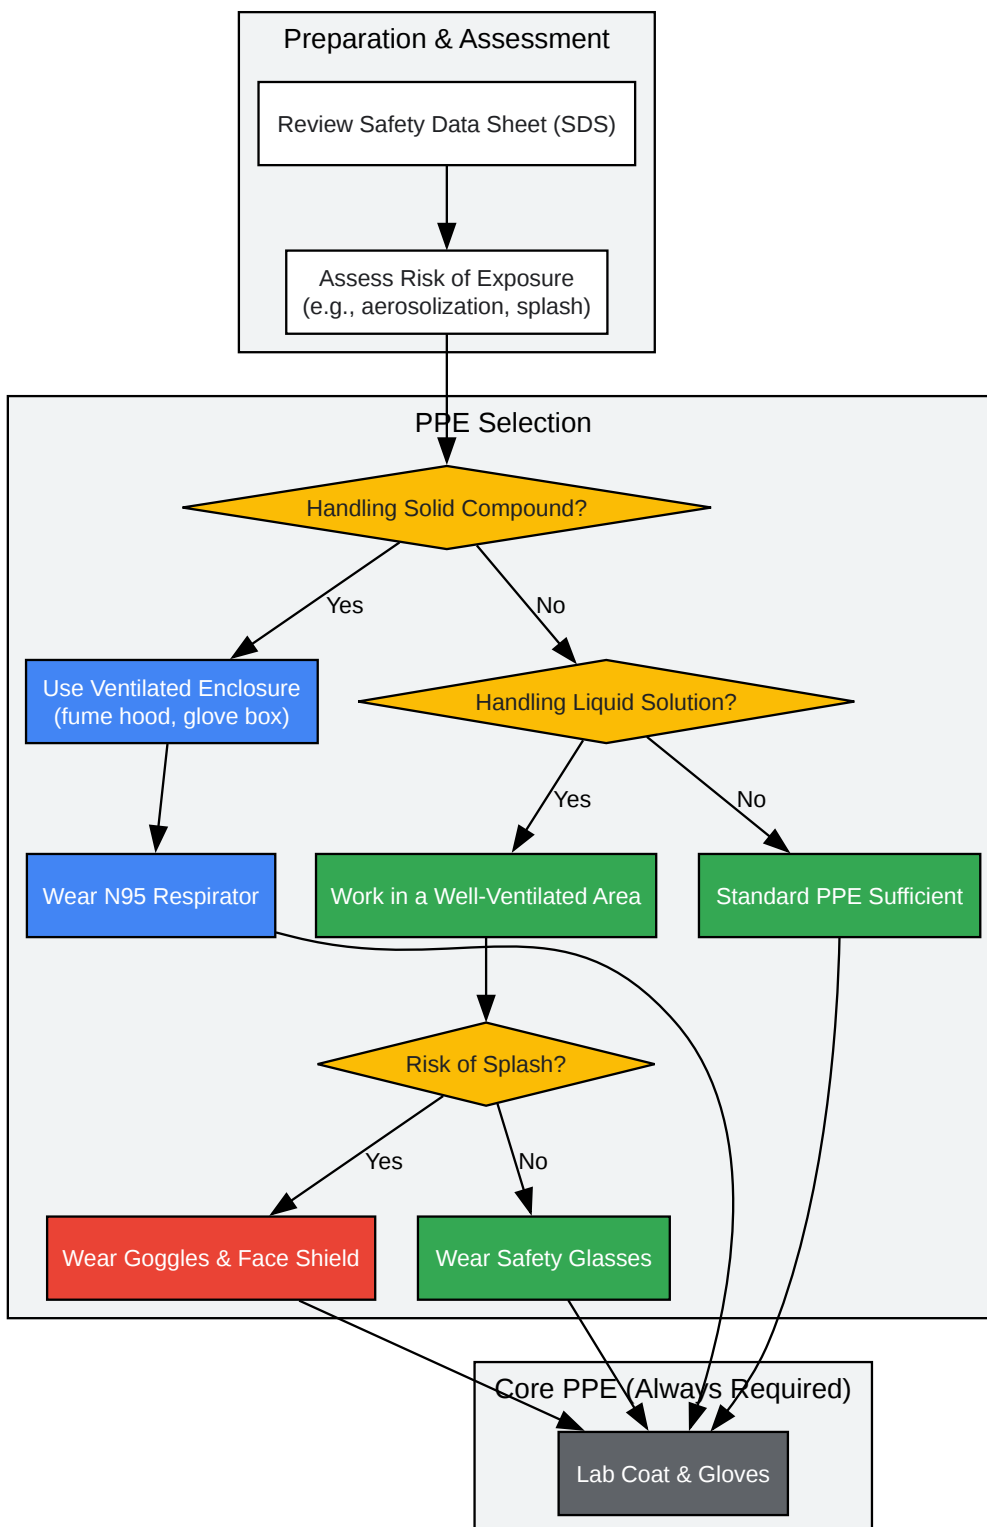 Preparation & Assessment
Review Safety Data Sheet (SDS)
Assess Risk of Exposure
(e.g., aerosolization, splash)
PPE Selection
Handling Solid Compound?
Yes
No
Use Ventilated Enclosure
(fume hood, glove box)
Handling Liquid Solution?
Yes
No
Wear N95 Respirator
Work in a Well-Ventilated Area
Standard PPE Sufficient
Risk of Splash?
Yes
No
Wear Goggles & Face Shield
Wear Safety Glasses
Core PPE (Always Required)
Lab Coat & Gloves